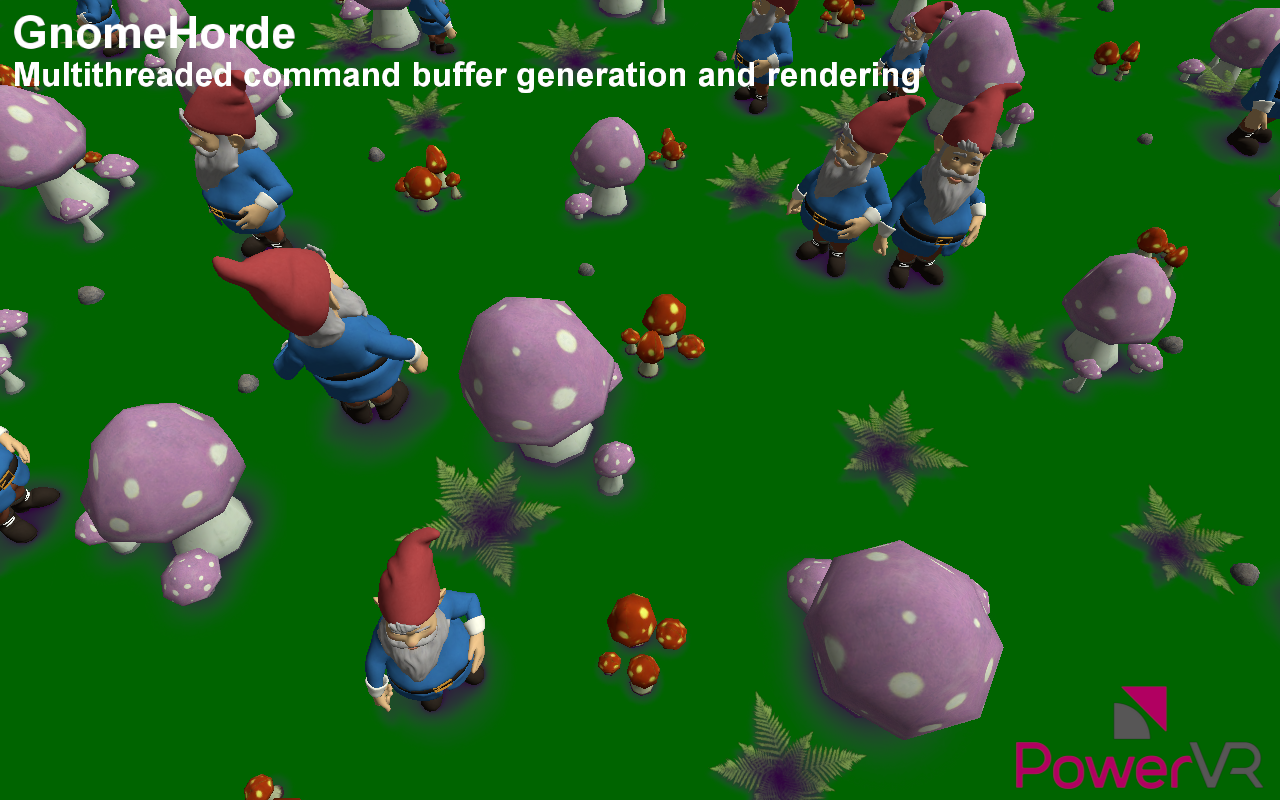 GnomeHorde
Multithreaded command buffer generation and rendering
PowerVR